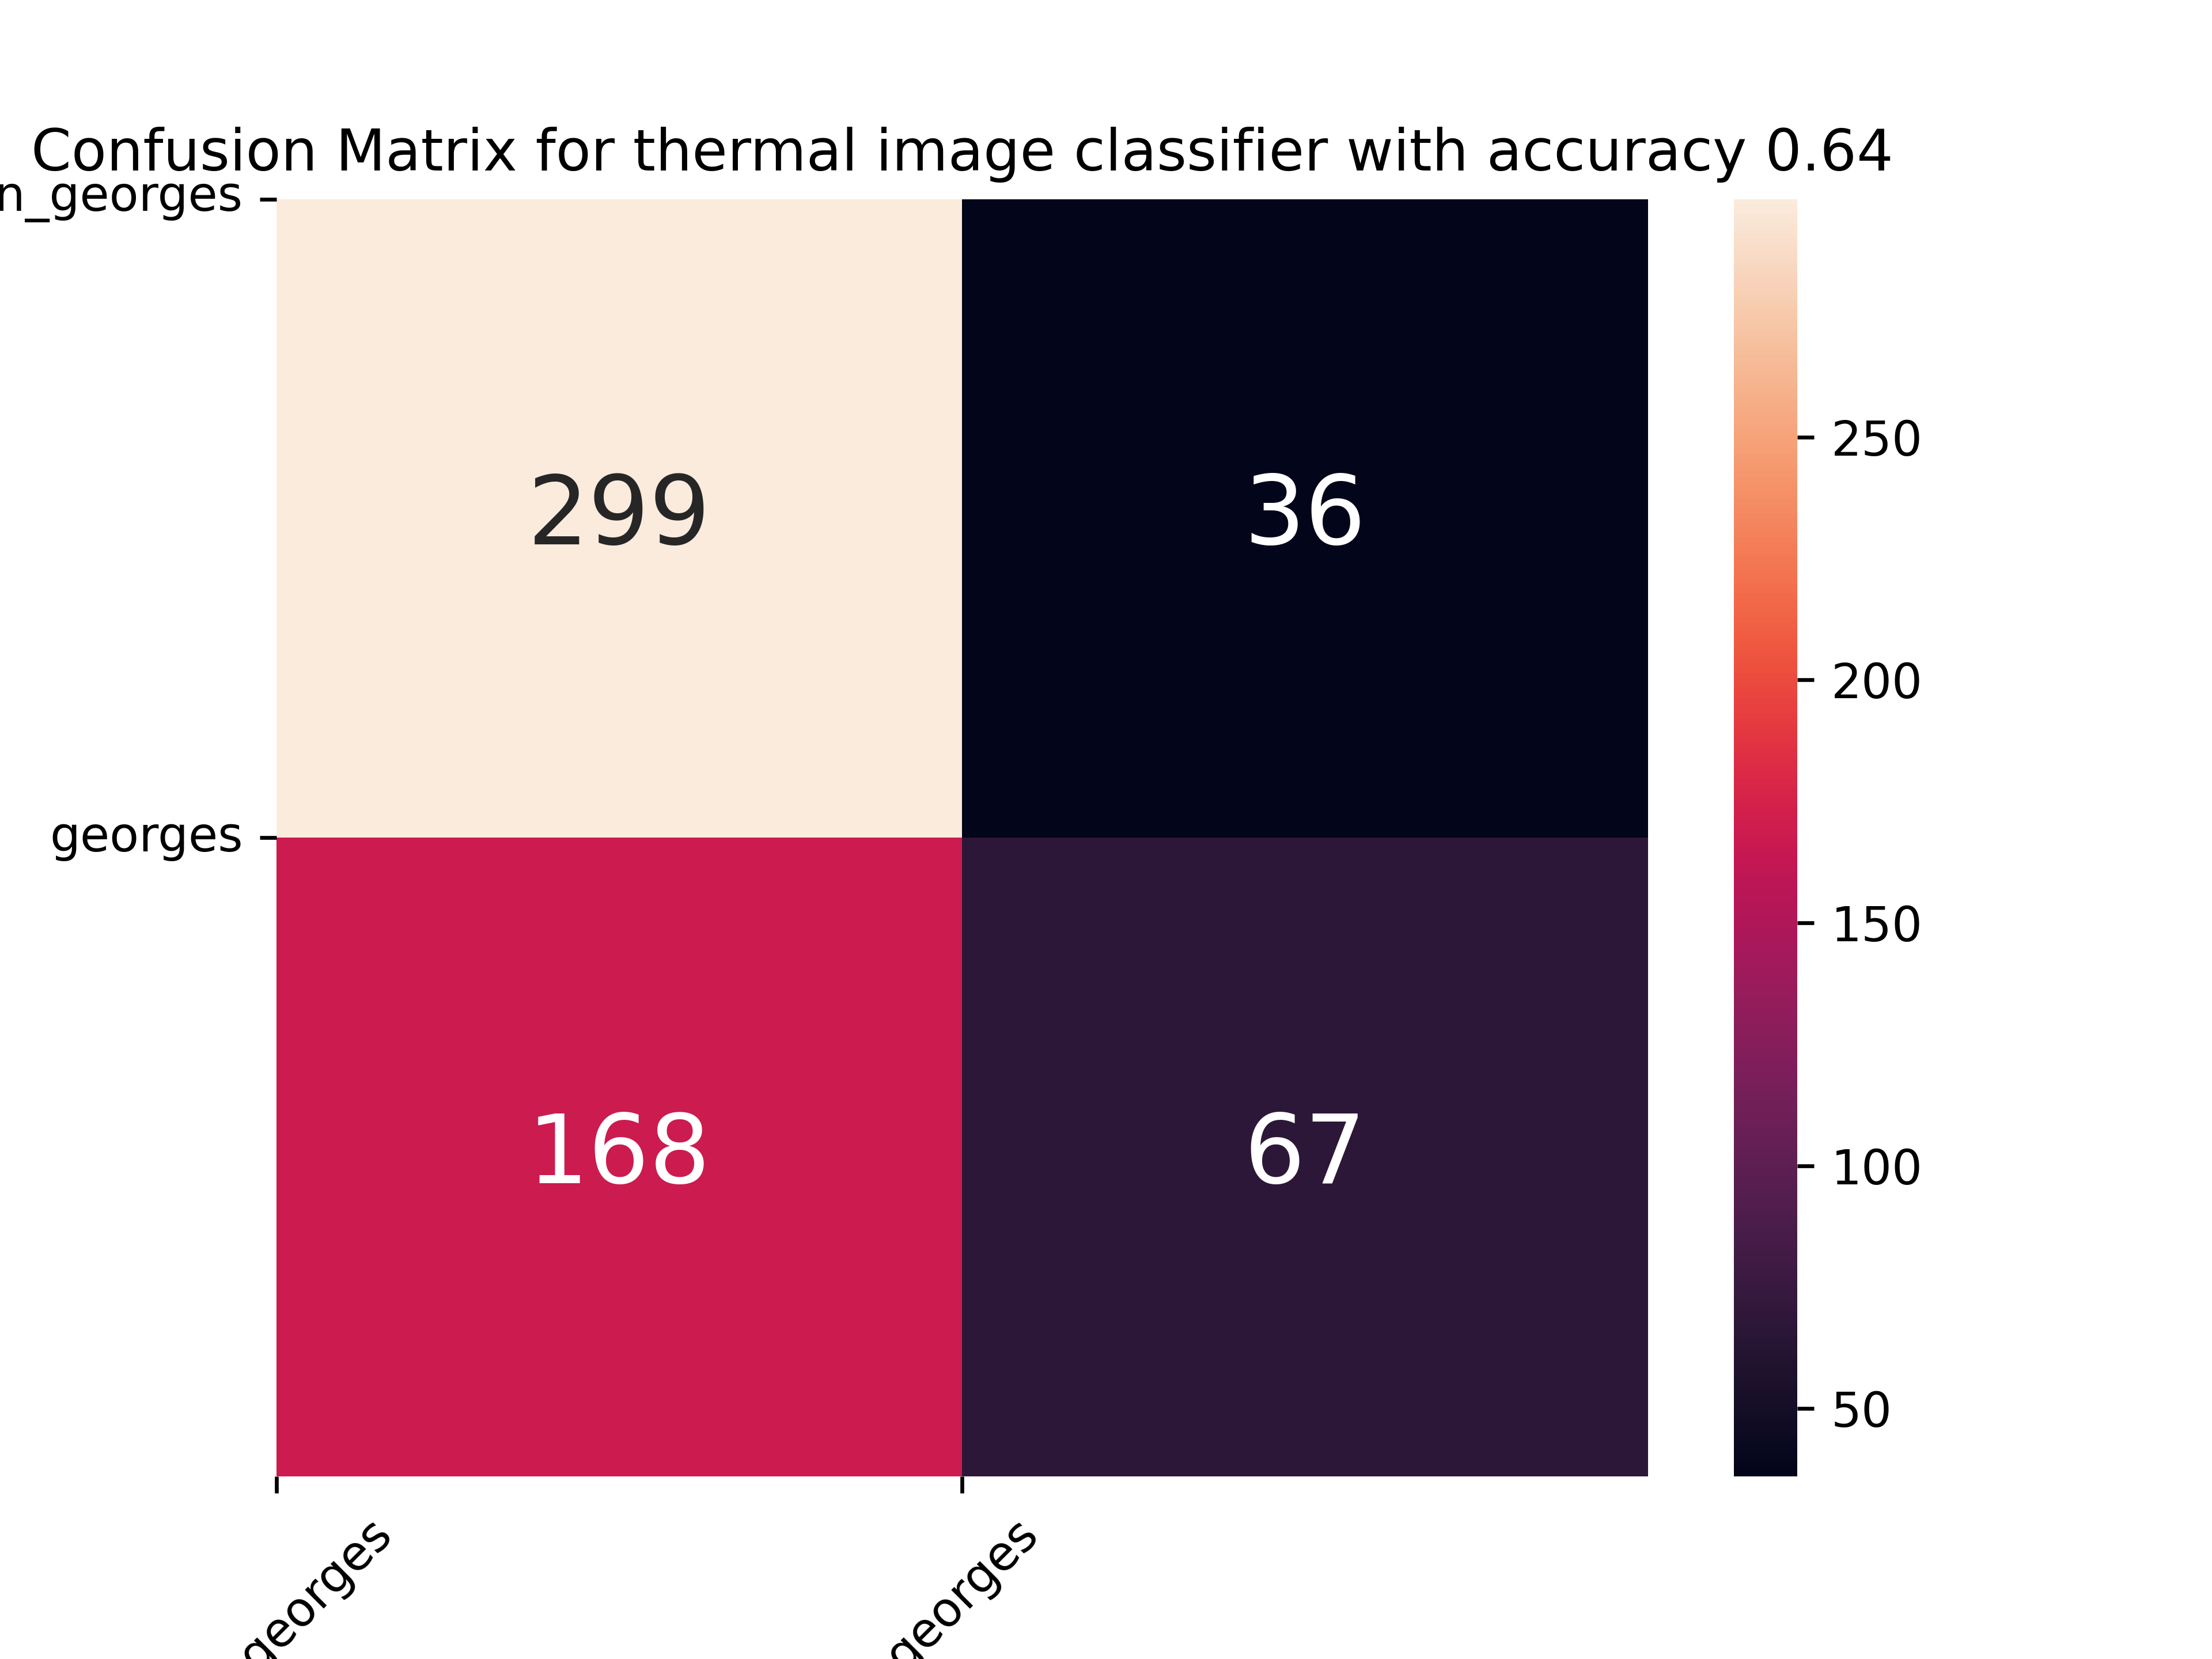 Confusion Matrix for thermal image classifier with accuracy 0.64
n_georges
299
36
250
200
georges
150
168
67
100
50
georges
georges